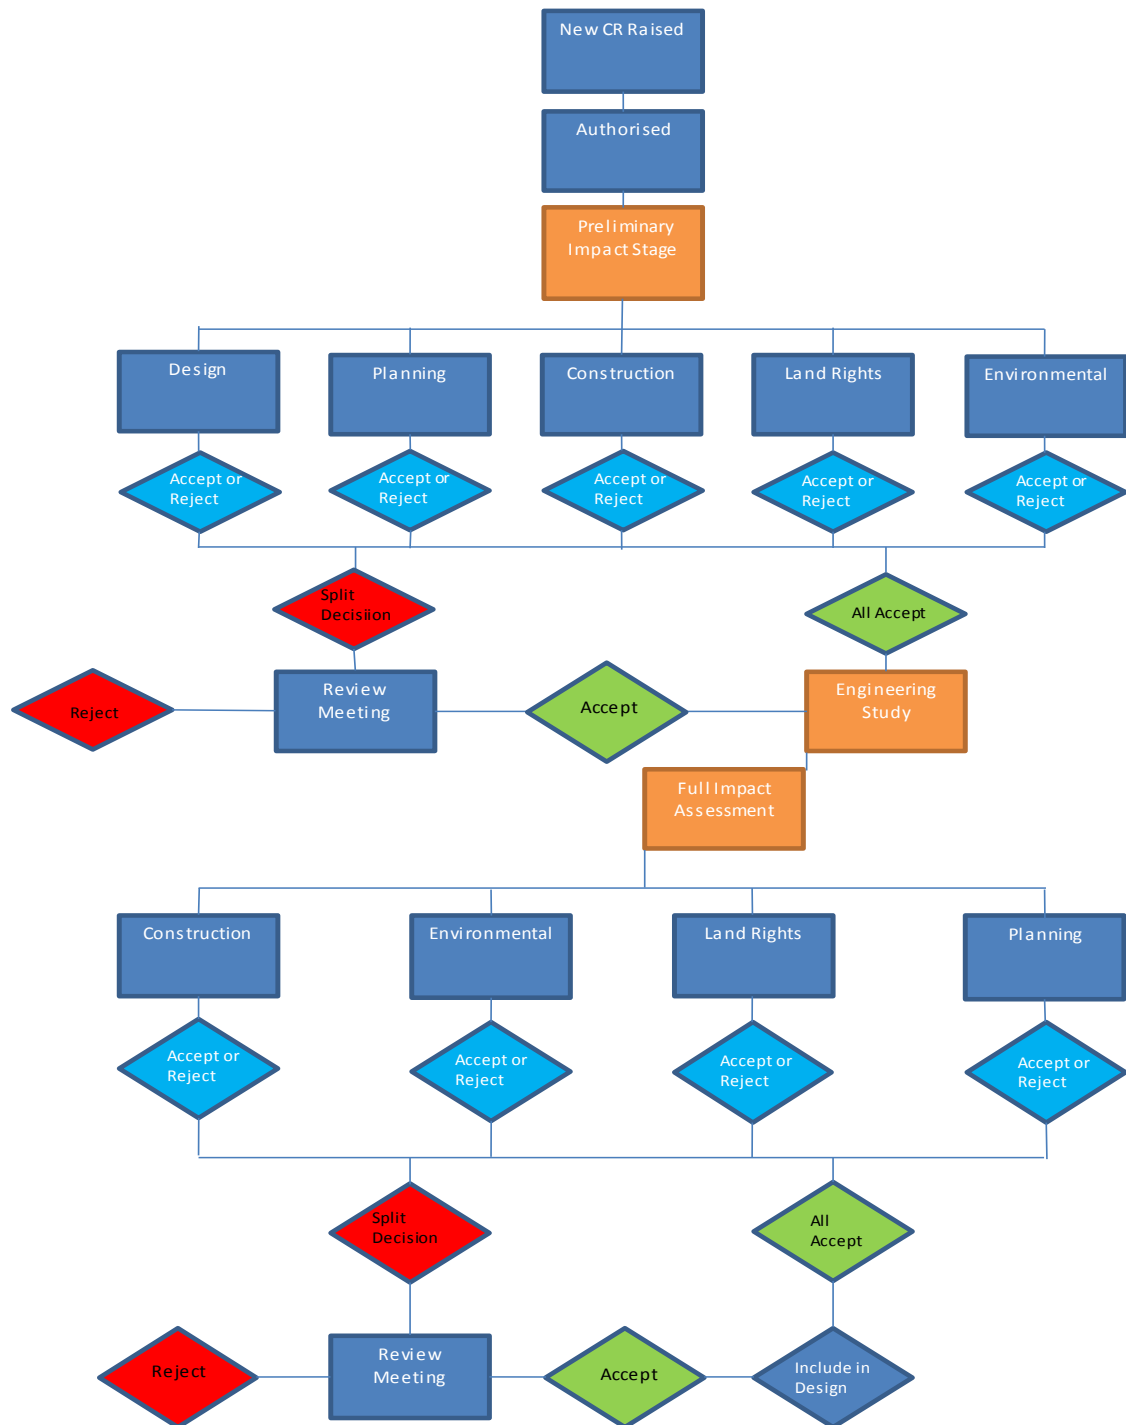 New CR Raised
Authorised
Preliminary
Impact Stage
Design
Planning
Construction
Land Rights
Environmental
Accept or
Reject
Accept or
Reject
Accept or
Reject
Accept or
Reject
Accept or
Reject
Split
Decisiion
All Accept
Reject
Review
Meeting
Accept
Engineering
Study
Full Impact
Assessment
Construction
Environmental
Land Rights
Planning
Accept or
Reject
Accept or
Reject
Accept or
Reject
Accept or
Reject
Split
Decision
All
Accept
Reject
Review
Meeting
Accept
Include in
Design